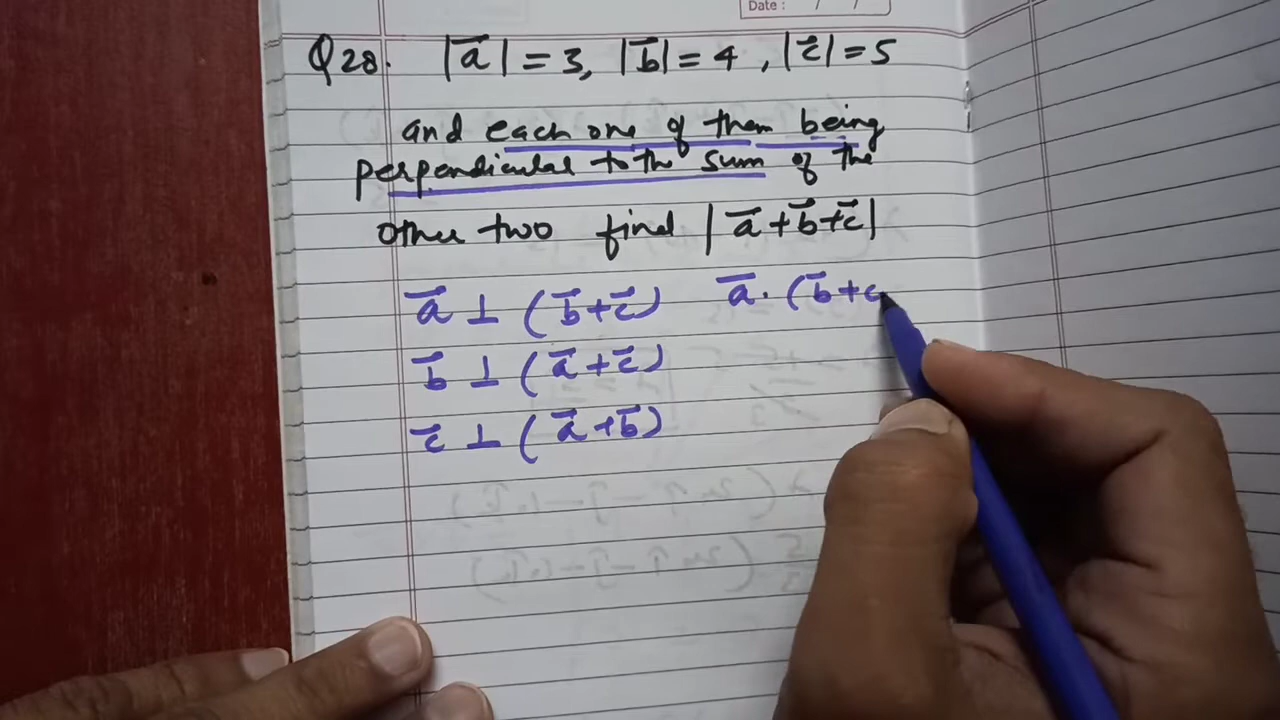 Date : / /
Q28. |a⃗| = 3, |b⃗| = 4, |c⃗| = 5
and each one of them being
perpendicular to the sum of the
other two find |a⃗ + b⃗ + c⃗|
a⃗ ⊥ (b⃗ + c⃗) a⃗ . (b⃗ + c
b⃗ ⊥ (a⃗ + c⃗)
c⃗ ⊥ (a⃗ + b⃗)